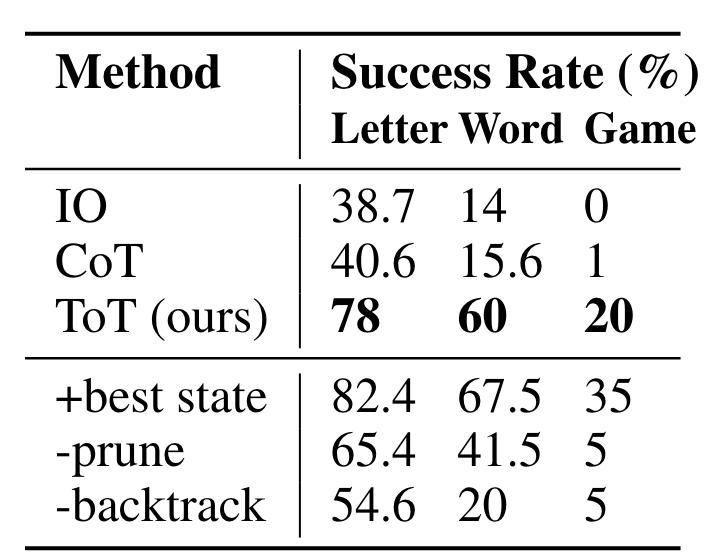 Method Success Rate (%)
Letter Word Game
IO 38.7 14 0
CoT 40.6 15.6 1
ToT (ours) 78 60 20
+best state 82.4 67.5 35
-prune 65.4 41.5 5
-backtrack 54.6 20 5